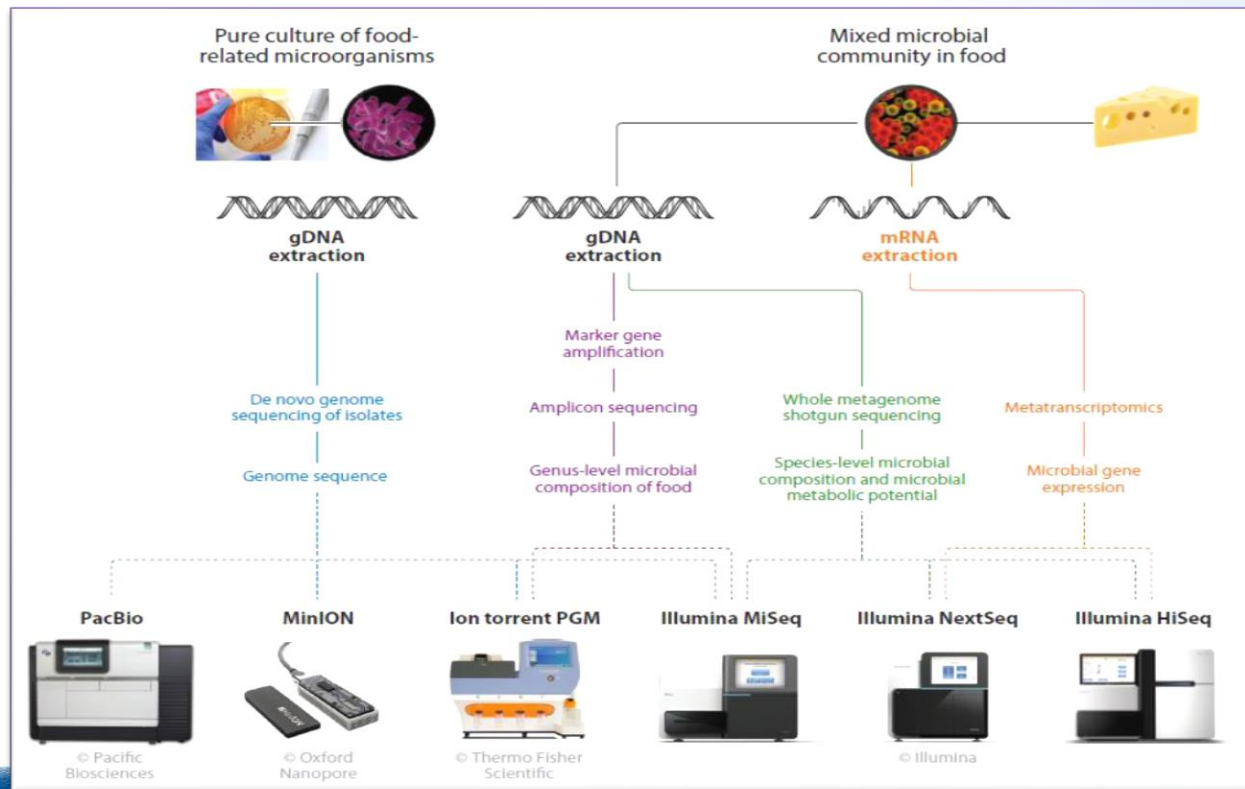 Pure culture of food-
related microorganisms
Mixed microbial
community in food
gDNA
extraction
gDNA
extraction
mRNA
extraction
Marker gene
amplification
De novo genome
sequencing of isolates
Amplicon sequencing
Whole metagenome
shotgun sequencing
Metatranscriptomics
Genome sequence
Genus-level microbial
composition of food
Species-level microbial
composition and microbial
metabolic potential
Microbial gene
expression
PacBio
MinION
Ion torrent PGM
Illumina MiSeq
Illumina NextSeq
Illumina HiSeq
© Pacific
Biosciences
© Oxford
Nanopore
© Thermo Fisher
Scientific
© Illumina